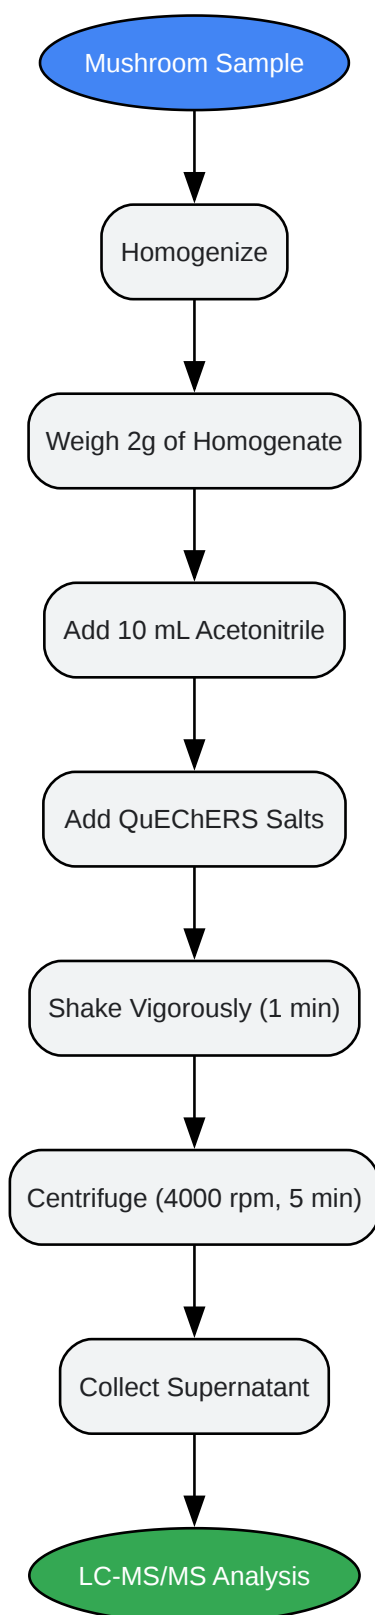 Mushroom Sample
Homogenize
Weigh 2g of Homogenate
Add 10 mL Acetonitrile
Add QuEChERS Salts
Shake Vigorously (1 min)
Centrifuge (4000 rpm, 5 min)
Collect Supernatant
LC-MS/MS Analysis